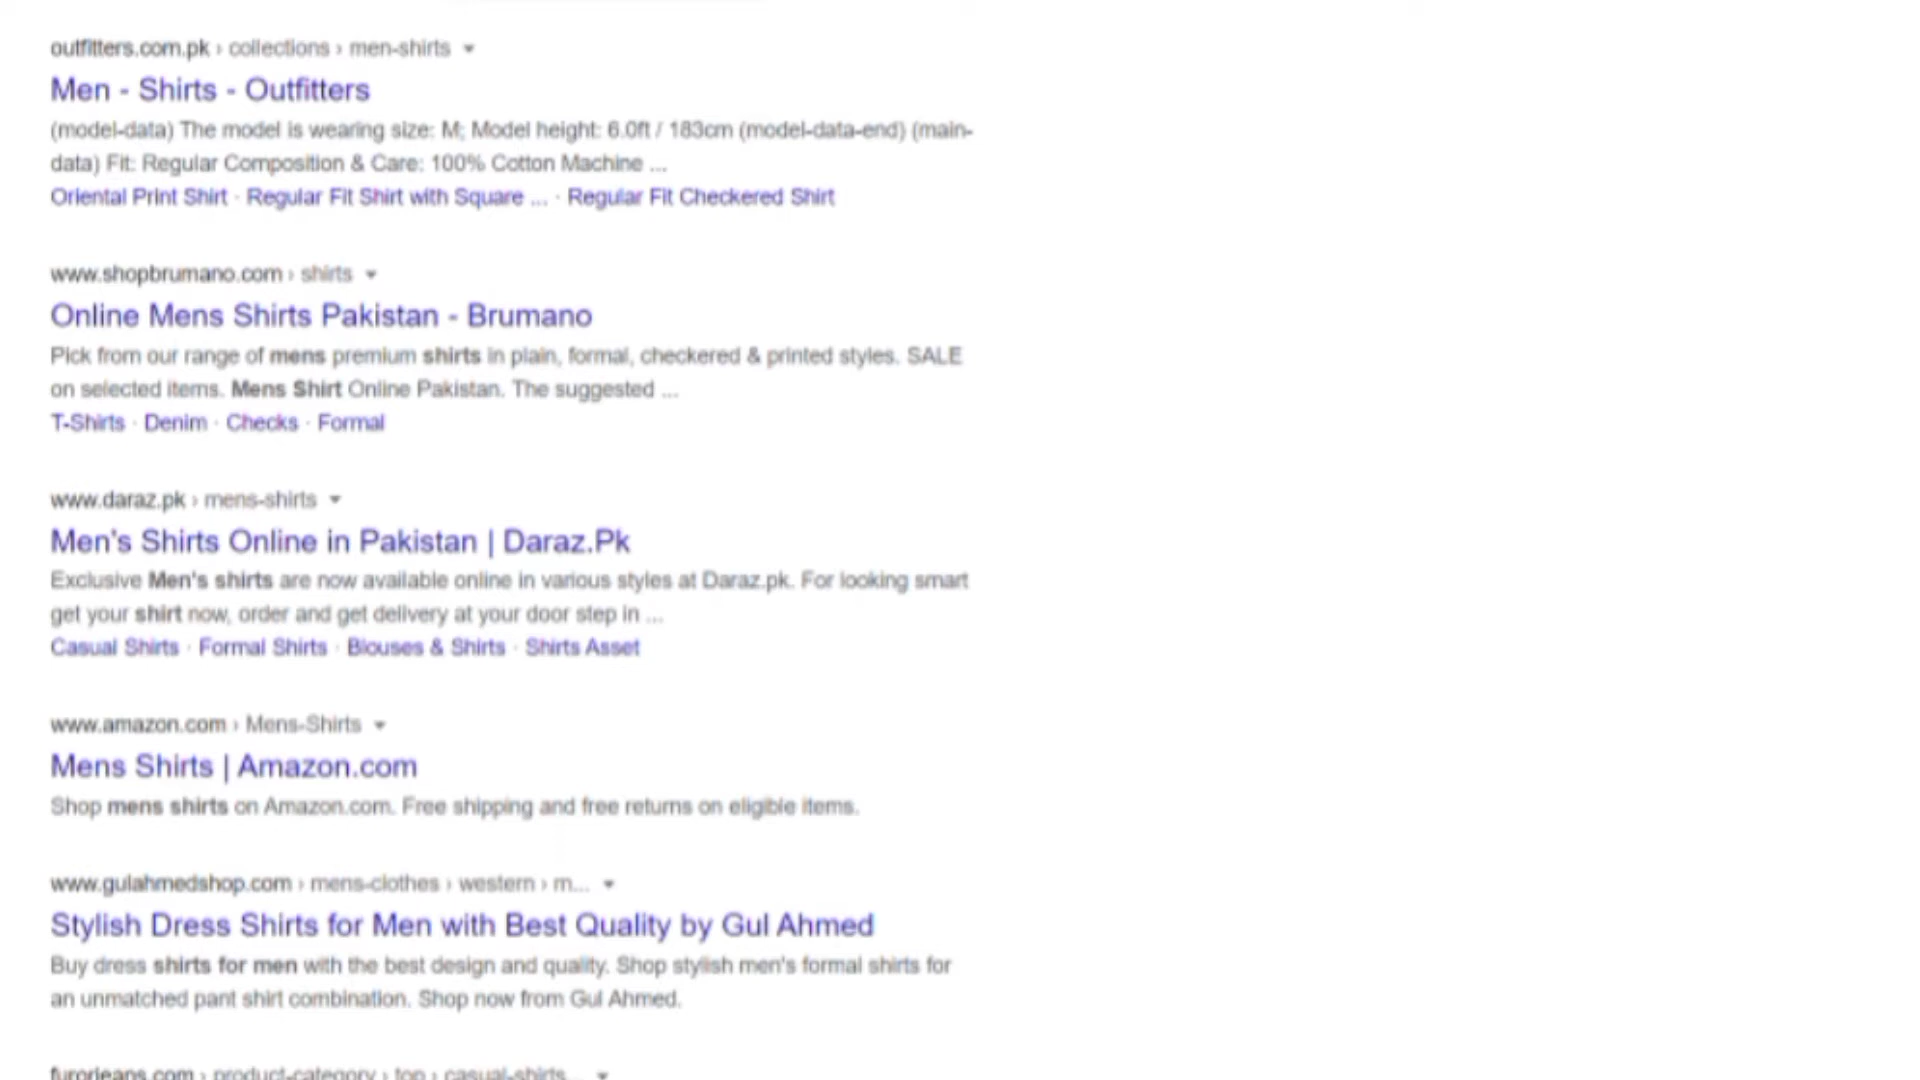 outfitters.com.pk › collections › men-shirts
Men - Shirts - Outfitters
(model-data) The model is wearing size: M; Model height: 6.0ft / 183cm (model-data-end) (main-
data) Fit: Regular Composition & Care: 100% Cotton Machine ...
Oriental Print Shirt · Regular Fit Shirt with Square ... · Regular Fit Checkered Shirt
www.shopbrumano.com › shirts
Online Mens Shirts Pakistan - Brumano
Pick from our range of mens premium shirts in plain, formal, checkered & printed styles. SALE
on selected items. Mens Shirt Online Pakistan. The suggested ...
T-Shirts · Denim · Checks · Formal
www.daraz.pk › mens-shirts
Men's Shirts Online in Pakistan | Daraz.Pk
Exclusive Men's shirts are now available online in various styles at Daraz.pk. For looking smart
get your shirt now, order and get delivery at your door step in ...
Casual Shirts · Formal Shirts · Blouses & Shirts · Shirts Asset
www.amazon.com › Mens-Shirts
Mens Shirts | Amazon.com
Shop mens shirts on Amazon.com. Free shipping and free returns on eligible items.
www.gulahmedshop.com › mens-clothes › western › m...
Stylish Dress Shirts for Men with Best Quality by Gul Ahmed
Buy dress shirts for men with the best design and quality. Shop stylish men's formal shirts for
an unmatched pant shirt combination. Shop now from Gul Ahmed.
furorjeans.com › product-category › top › casual-shirts...